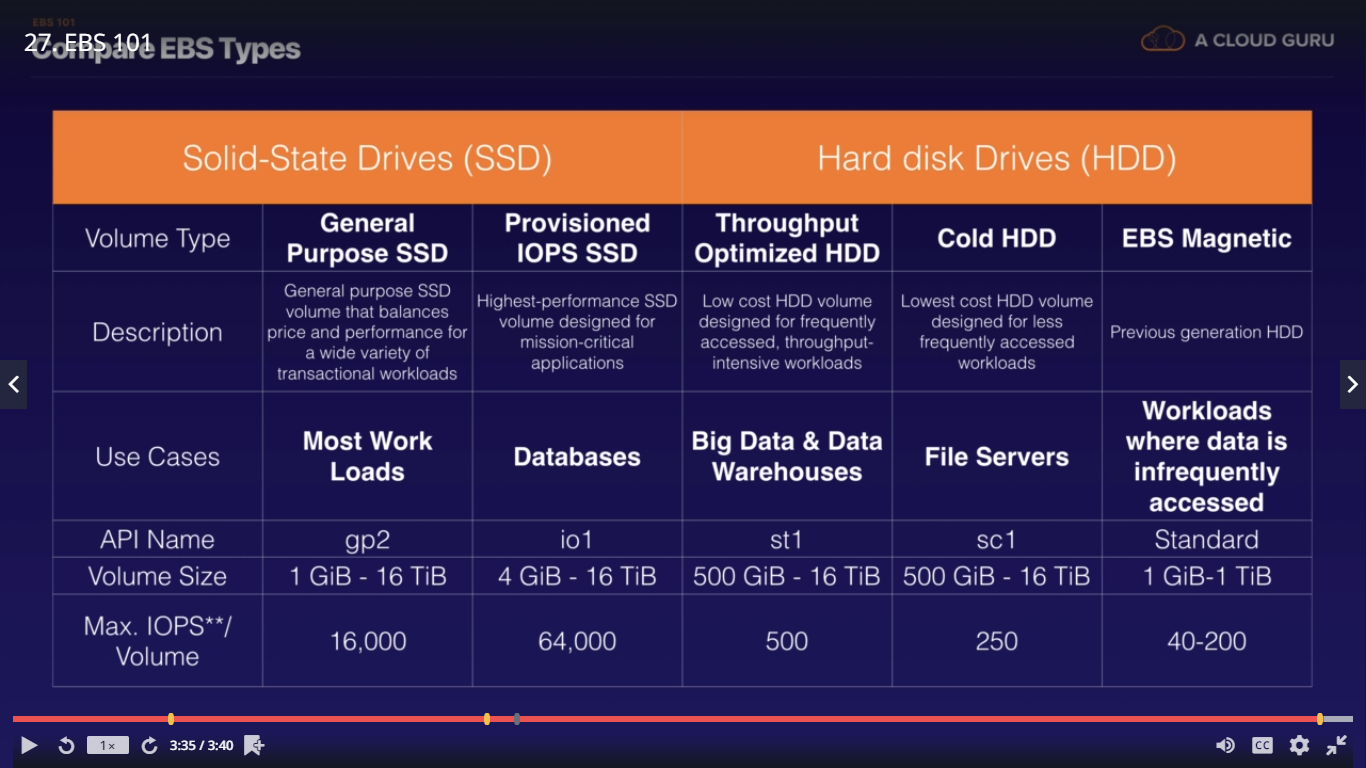 EBS 101
27. EBS 101
Compare EBS Types
A CLOUD GURU
Solid-State Drives (SSD)
Hard disk Drives (HDD)
Volume Type
General
Purpose SSD
Provisioned
IOPS SSD
Throughput
Optimized HDD
Cold HDD
EBS Magnetic
Description
General purpose SSD
volume that balances
price and performance for
a wide variety of
transactional workloads
Highest-performance SSD
volume designed for
mission-critical
applications
Low cost HDD volume
designed for frequently
accessed, throughput-
intensive workloads
Lowest cost HDD volume
designed for less
frequently accessed
workloads
Previous generation HDD
Use Cases
Most Work
Loads
Databases
Big Data & Data
Warehouses
File Servers
Workloads
where data is
infrequently
accessed
API Name
gp2
io1
st1
sc1
Standard
Volume Size
1 GiB - 16 TiB
4 GiB - 16 TiB
500 GiB - 16 TiB
500 GiB - 16 TiB
1 GiB-1 TiB
Max. IOPS**/
Volume
16,000
64,000
500
250
40-200
1×
3:35 / 3:40
CC